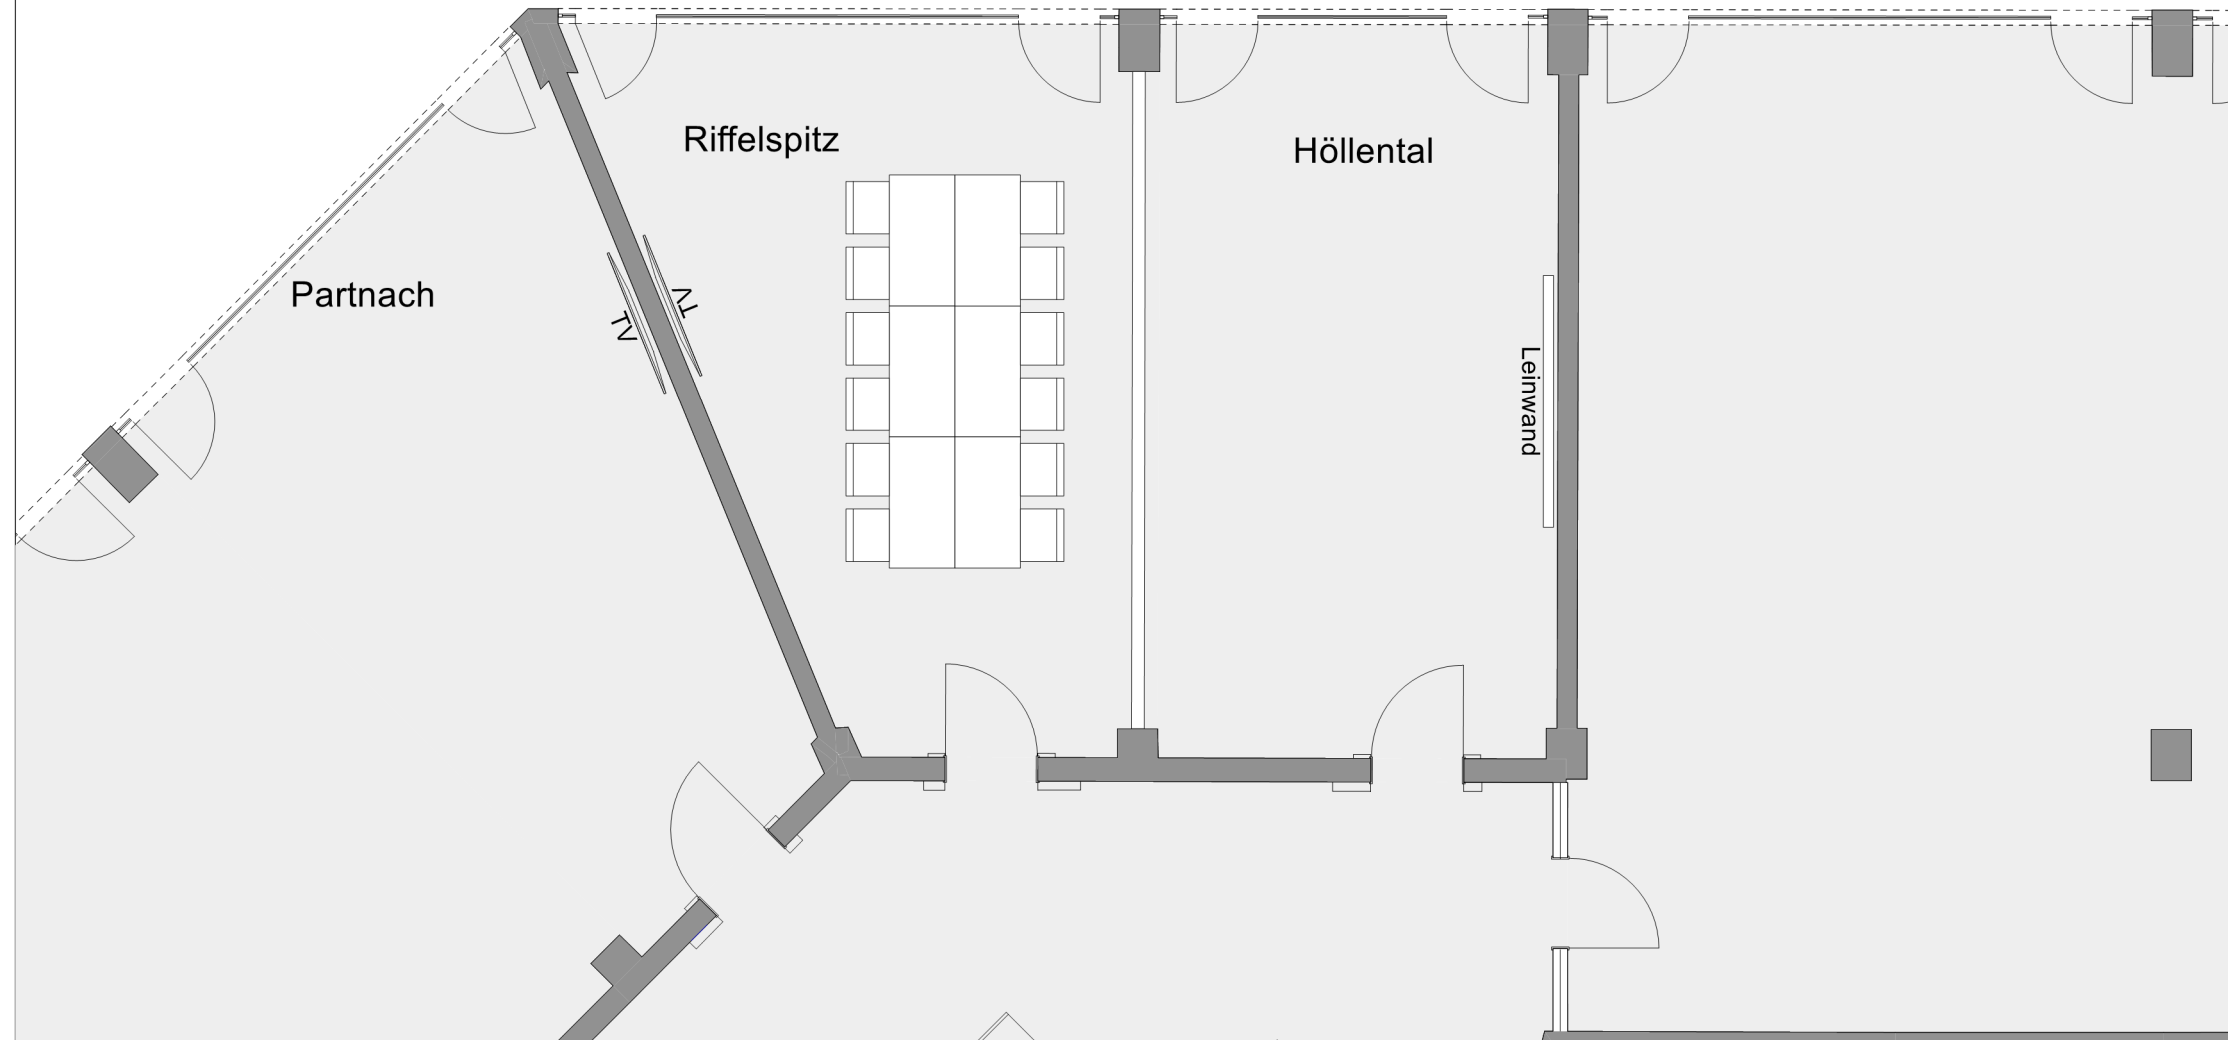 Riffelspitz
Höllental
Partnach
TV
TV
Leinwand